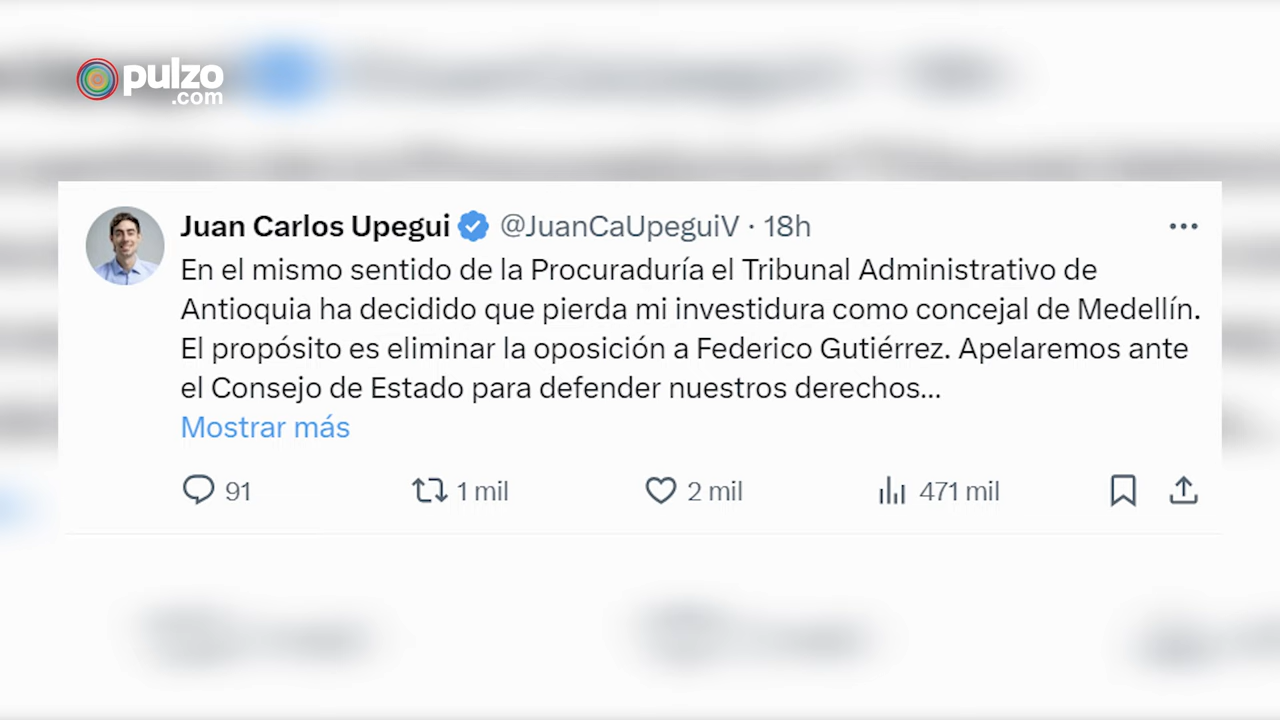 pulzo
.com
Juan Carlos Upegui @JuanCaUpeguiV · 18h
En el mismo sentido de la Procuraduría el Tribunal Administrativo de
Antioquia ha decidido que pierda mi investidura como concejal de Medellín.
El propósito es eliminar la oposición a Federico Gutiérrez. Apelaremos ante
el Consejo de Estado para defender nuestros derechos...
Mostrar más
91 1 mil 2 mil 471 mil